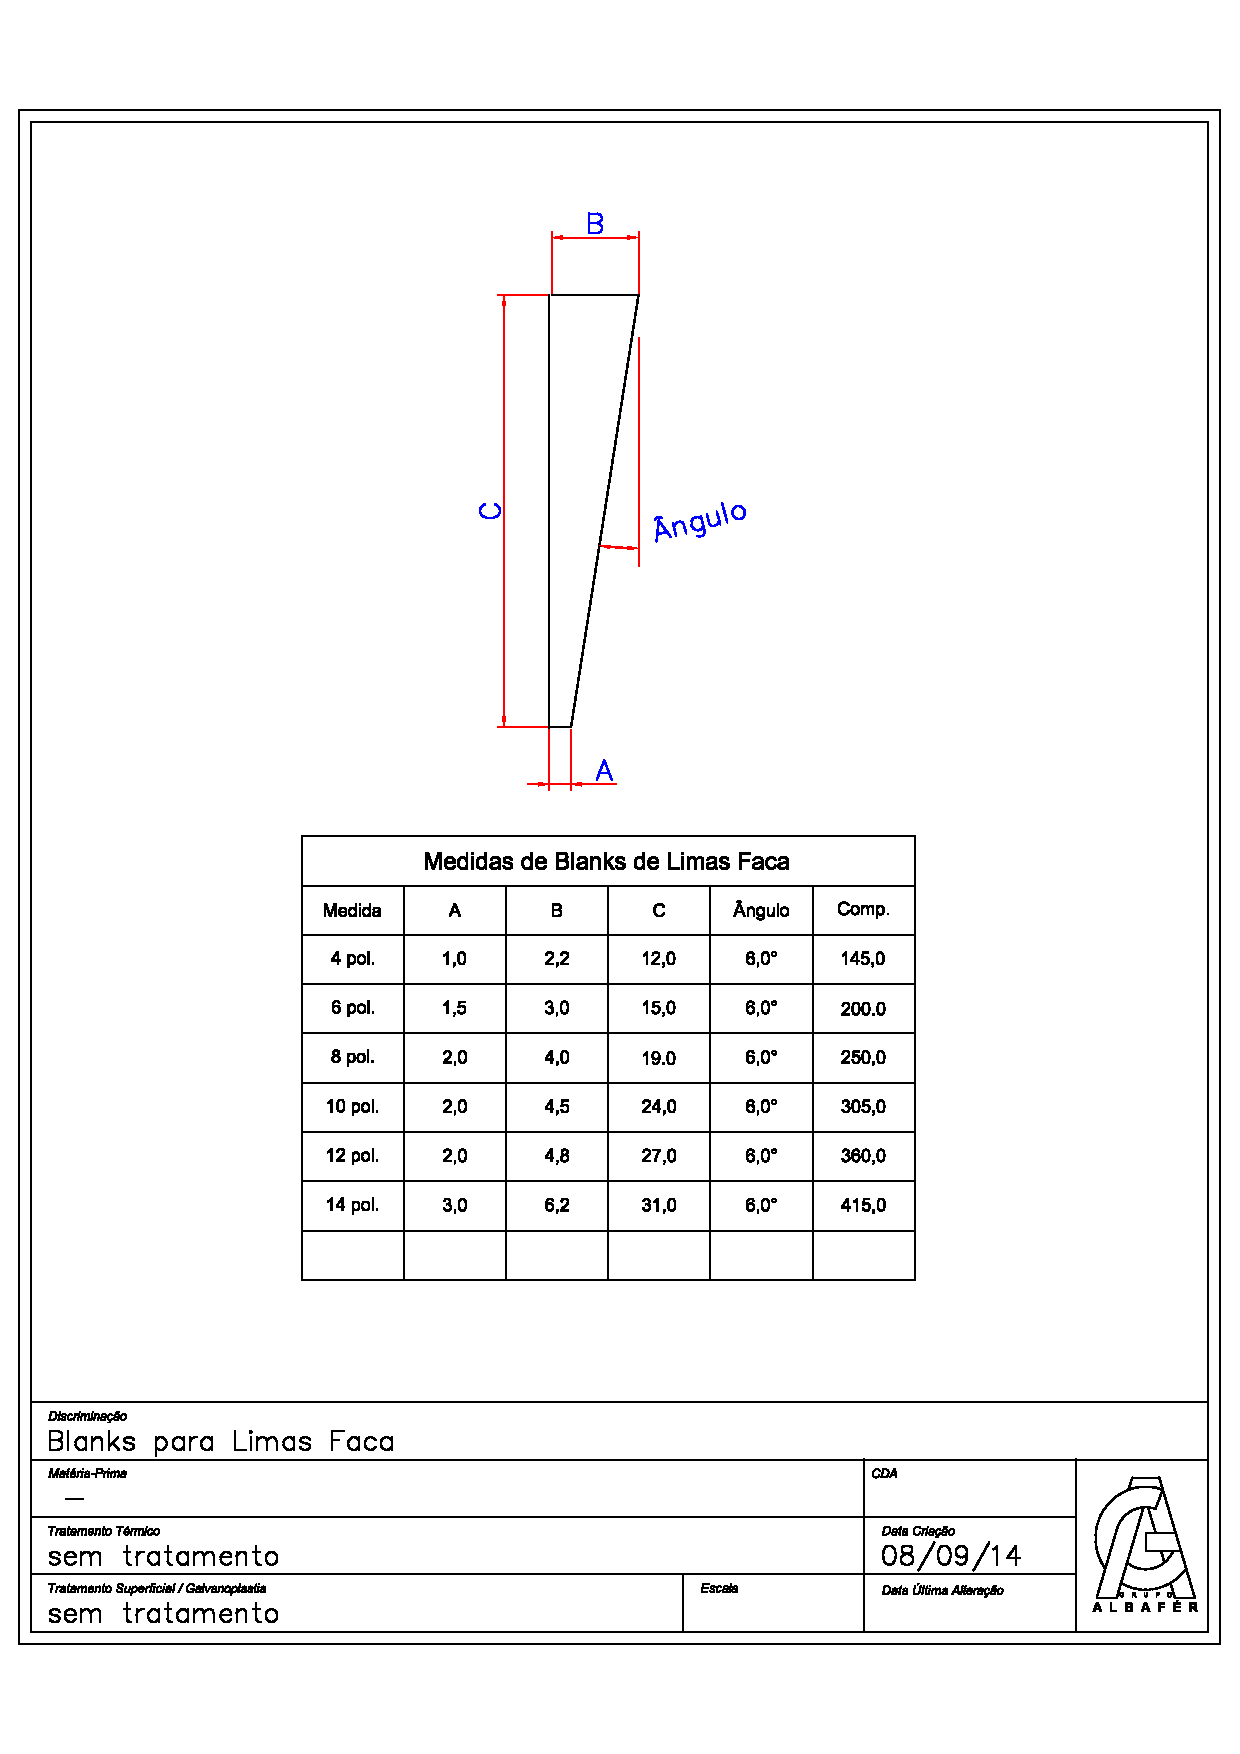 B
C
Ângulo
A
Medidas de Blanks de Limas Faca
Medida A B C Ângulo Comp.
4 pol. 1,0 2,2 12,0 6,0° 145,0
6 pol. 1,5 3,0 15,0 6,0° 200.0
8 pol. 2,0 4,0 19.0 6,0° 250,0
10 pol. 2,0 4,5 24,0 6,0° 305,0
12 pol. 2,0 4,8 27,0 6,0° 360,0
14 pol. 3,0 6,2 31,0 6,0° 415,0
Discriminação
Blanks para Limas Faca
Matéria-Prima CDA
—
Tratamento Térmico Data Criação
sem tratamento 08/09/14
Tratamento Superficial / Galvanoplastia Escala Data Última Alteração
sem tratamento
GRUPO
ALBAFÉR